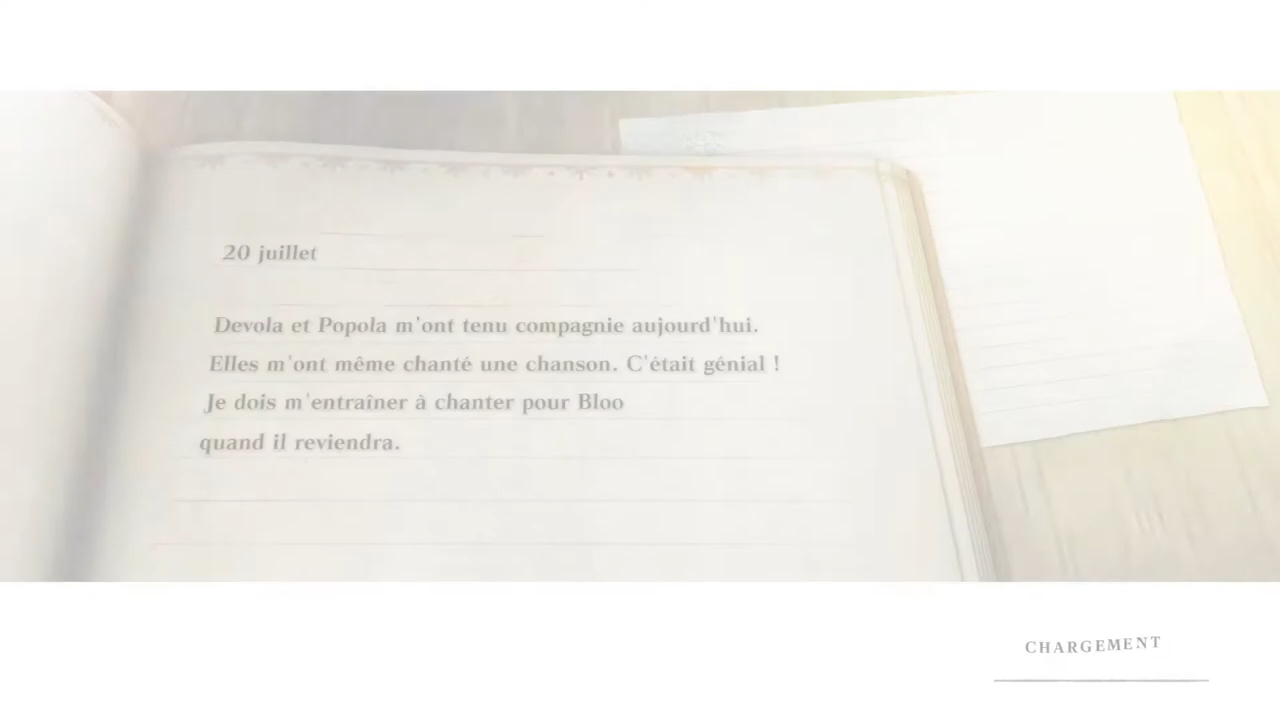 20 juillet
Devola et Popola m'ont tenu compagnie aujourd'hui.
Elles m'ont même chanté une chanson. C'était génial !
Je dois m'entraîner à chanter pour Bloo
quand il reviendra.
CHARGEMENT